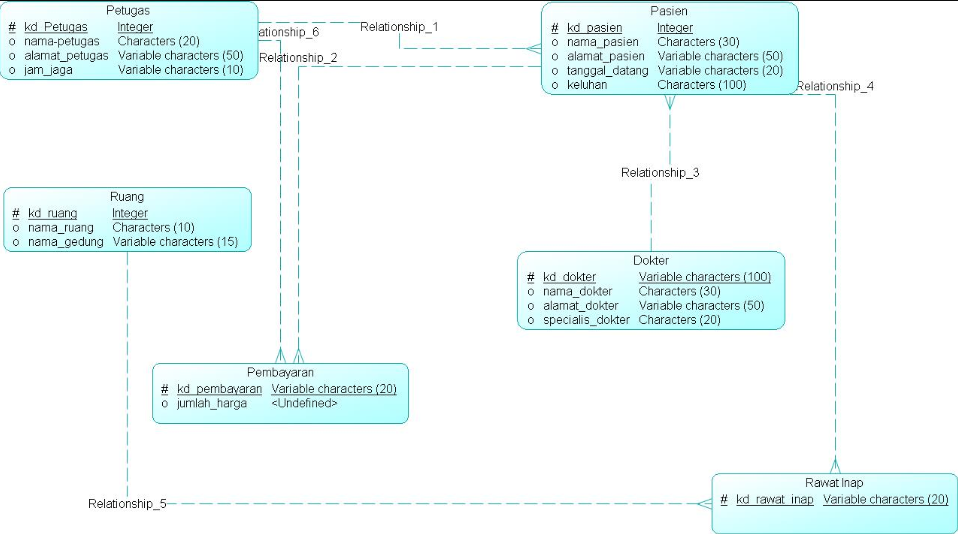 Petugas
# kd_Petugas Integer
o nama-petugas Characters (20)
o alamat_petugas Variable characters (50)
o jam_jaga Variable characters (10)
Relationship_1
ationship_6
Relationship_2
Pasien
# kd_pasien Integer
o nama_pasien Characters (30)
o alamat_pasien Variable characters (50)
o tanggal_datang Variable characters (20)
o keluhan Characters (100)
Relationship_4
Relationship_3
Ruang
# kd_ruang Integer
o nama_ruang Characters (10)
o nama_gedung Variable characters (15)
Dokter
# kd_dokter Variable characters (100)
o nama_dokter Characters (30)
o alamat_dokter Variable characters (50)
o specialis_dokter Characters (20)
Pembayaran
# kd_pembayaran Variable characters (20)
o jumlah_harga <Undefined>
Rawat Inap
# kd_rawat_inap Variable characters (20)
Relationship_5